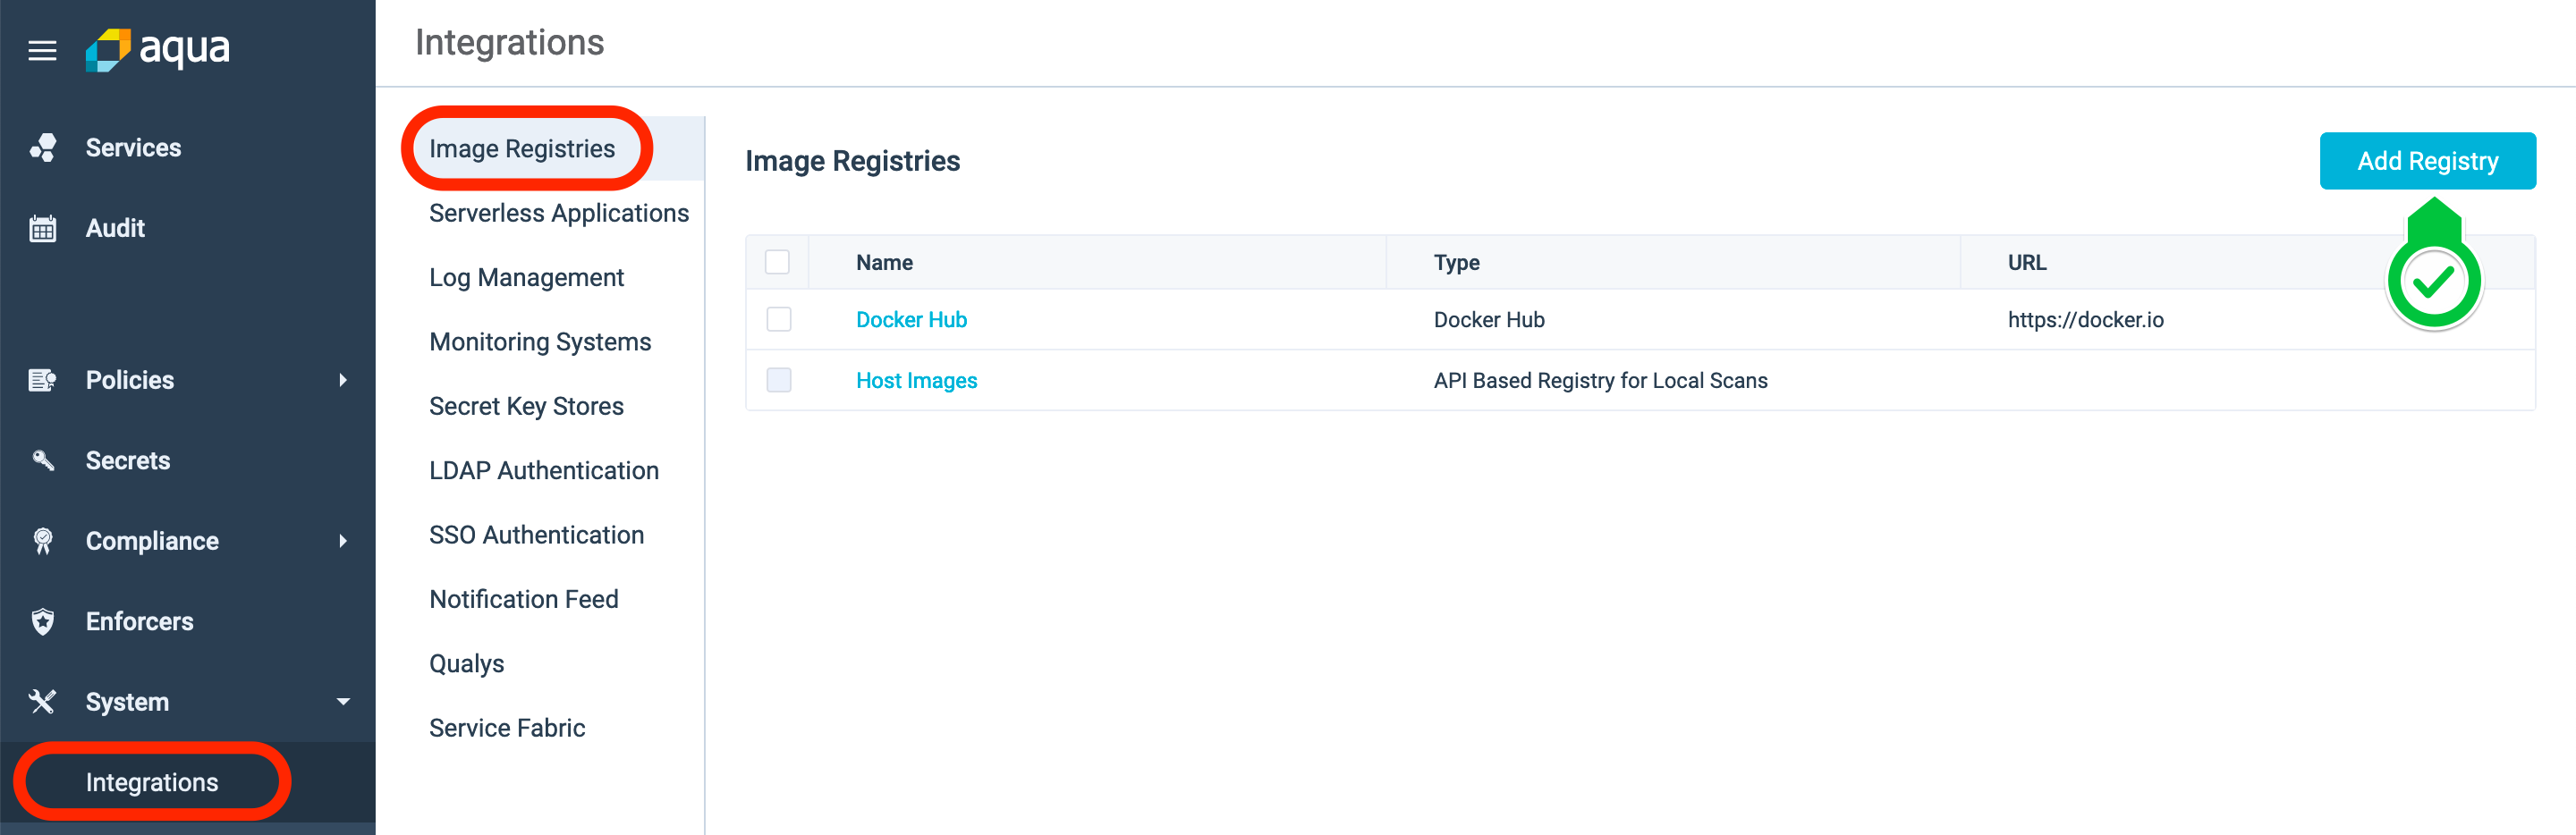 aqua
Services
Audit
Policies
Secrets
Compliance
Enforcers
System
Integrations
Integrations
Image Registries
Serverless Applications
Log Management
Monitoring Systems
Secret Key Stores
LDAP Authentication
SSO Authentication
Notification Feed
Qualys
Service Fabric
Image Registries
Add Registry
Name Type URL
Docker Hub Docker Hub https://docker.io
Host Images API Based Registry for Local Scans